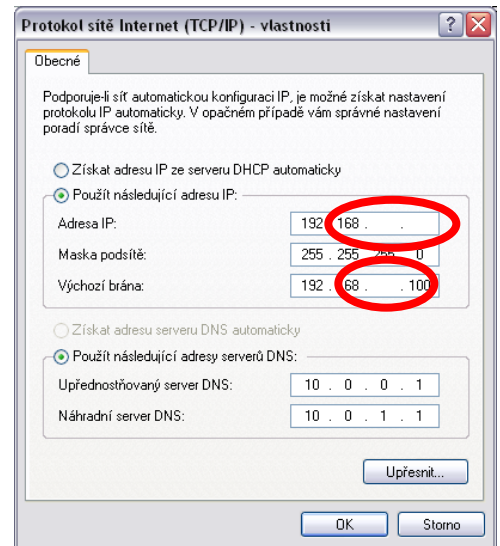 Protokol sítě Internet (TCP/IP) - vlastnosti
Obecné
Podporuje-li síť automatickou konfiguraci IP, je možné získat nastavení
protokolu IP automaticky. V opačném případě vám správné nastavení
poradí správce sítě.
Získat adresu IP ze serveru DHCP automaticky
Použít následující adresu IP:
Adresa IP: 192 . 168 . .
Maska podsítě: 255 . 255 . 255 . 0
Výchozí brána: 192 . 168 . . 100
Získat adresu serveru DNS automaticky
Použít následující adresy serverů DNS:
Upřednostňovaný server DNS: 10 . 0 . 0 . 1
Náhradní server DNS: 10 . 0 . 1 . 1
Upřesnit...
OK Storno